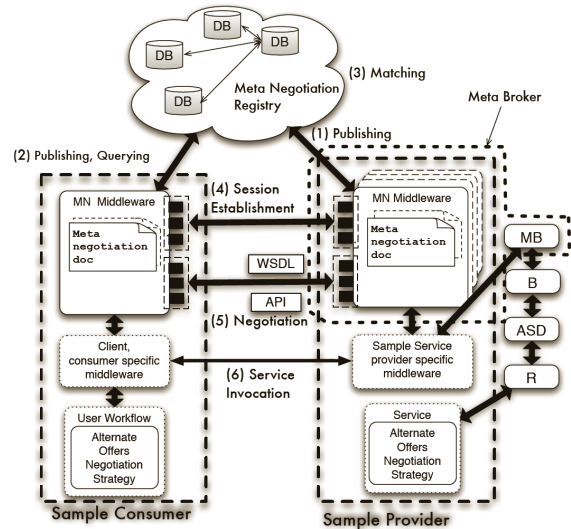 DB
DB
DB
DB
Meta Negotiation
Registry
(3) Matching
Meta Broker
(1) Publishing
(2) Publishing, Querying
MN Middleware
Meta
negotiation
doc
(4) Session
Establishment
WSDL
API
(5) Negotiation
MN Middleware
Meta
negotiation
doc
MB
B
ASD
R
Client,
consumer specific
middleware
(6) Service
Invocation
Sample Service
provider specific
middleware
User Workflow
Alternate
Offers
Negotiation
Strategy
Service
Alternate
Offers
Negotiation
Strategy
Sample Consumer
Sample Provider